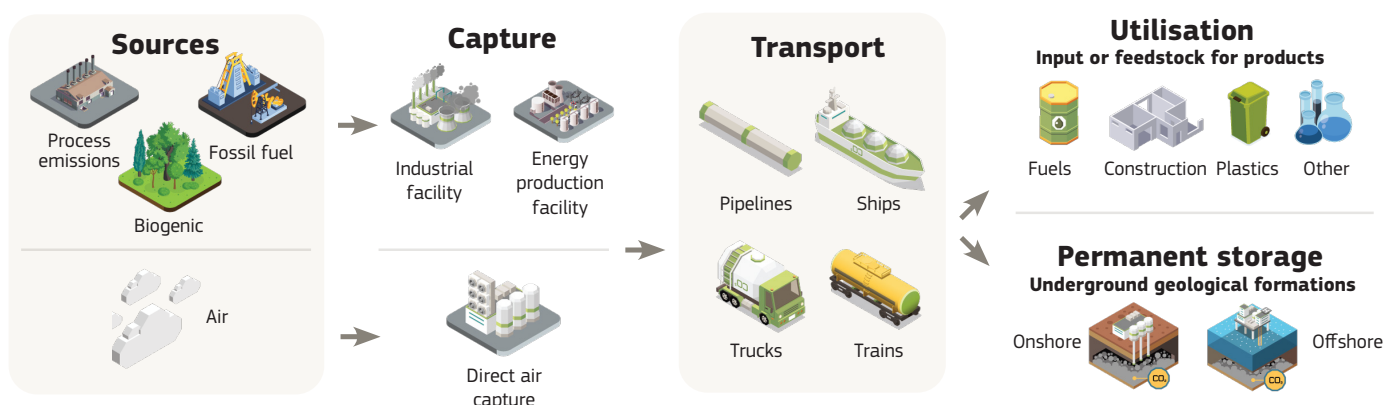 Sources
Process
emissions
Fossil fuel
Biogenic
Air
Capture
Industrial
facility
Energy
production
facility
Direct air
capture
Transport
Pipelines
Ships
Trucks
Trains
Utilisation
Input or feedstock for products
Fuels
Construction
Plastics
Other
Permanent storage
Underground geological formations
Onshore
Offshore
CO₂
CO₂